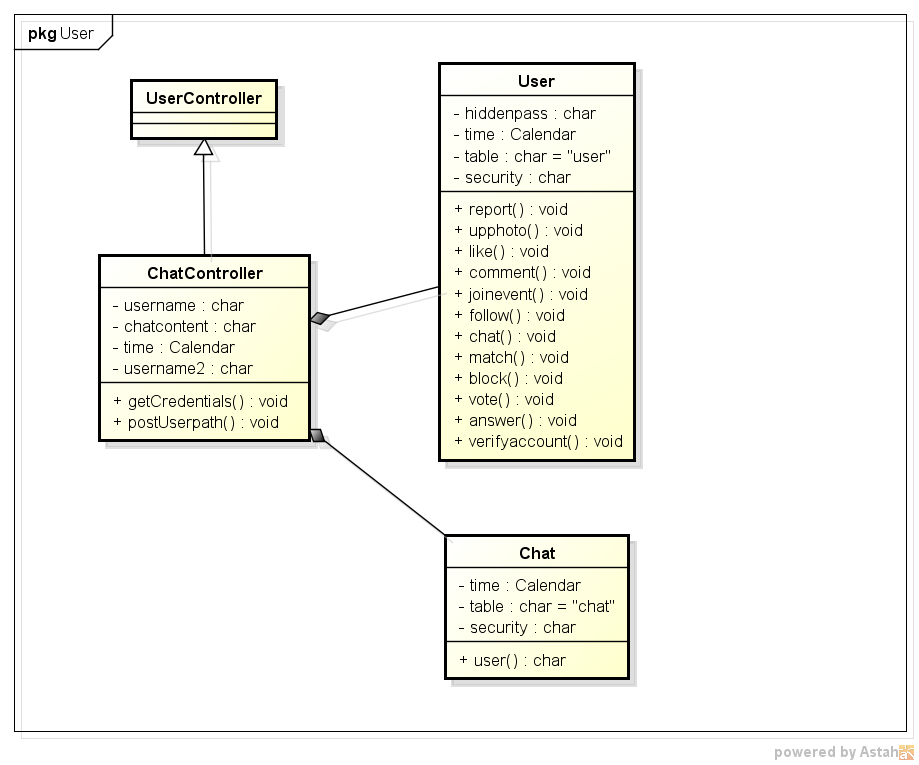 pkg User
UserController
User
- hiddenpass : char
- time : Calendar
- table : char = "user"
- security : char
+ report() : void
+ upphoto() : void
+ like() : void
+ comment() : void
+ joinevent() : void
+ follow() : void
+ chat() : void
+ match() : void
+ block() : void
+ vote() : void
+ answer() : void
+ verifyaccount() : void
ChatController
- username : char
- chatcontent : char
- time : Calendar
- username2 : char
+ getCredentials() : void
+ postUserpath() : void
Chat
- time : Calendar
- table : char = "chat"
- security : char
+ user() : char
powered by Astah